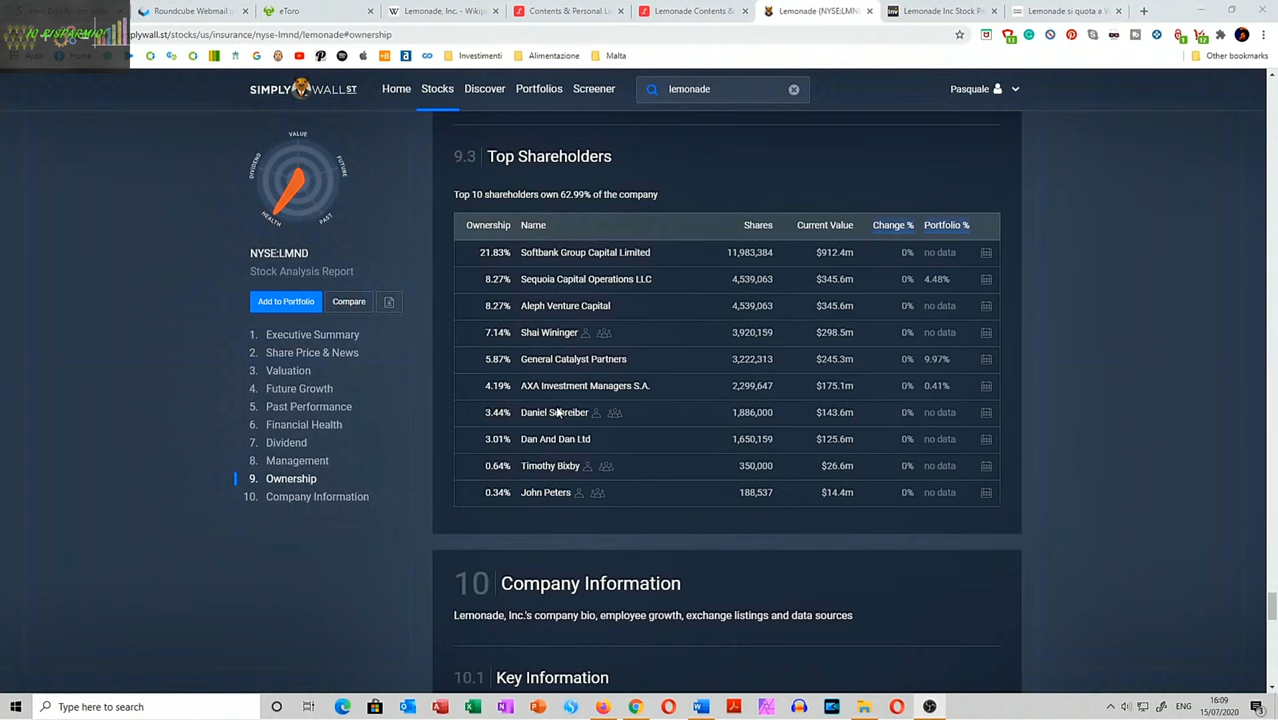 How Do I Access Webm
Roundcube Webmail
eToro
Lemonade, Inc. - Wikip
Contents & Personal Li
Lemonade Contents &
Lemonade (NYSE:LMN
Lemonade Inc Stock P
Lemonade si quota a W
IO RISPARMIO
plywall.st/stocks/us/insurance/nyse-lmnd/lemonade#ownership
Apps
Home
Investimenti
Alimentazione
Malta
Other bookmarks
SIMPLY WALL ST
Home
Stocks
Discover
Portfolios
Screener
lemonade
Pasquale
VALUE
FUTURE
PAST
HEALTH
DIVIDEND
NYSE:LMND
Stock Analysis Report
Add to Portfolio
Compare
1. Executive Summary
2. Share Price & News
3. Valuation
4. Future Growth
5. Past Performance
6. Financial Health
7. Dividend
8. Management
9. Ownership
10. Company Information
9.3 Top Shareholders
Top 10 shareholders own 62.99% of the company
Ownership Name Shares Current Value Change % Portfolio %
21.83% Softbank Group Capital Limited 11,983,384 $912.4m 0% no data
8.27% Sequoia Capital Operations LLC 4,539,063 $345.6m 0% 4.48%
8.27% Aleph Venture Capital 4,539,063 $345.6m 0% no data
7.14% Shai Wininger 3,920,159 $298.5m 0% no data
5.87% General Catalyst Partners 3,222,313 $245.3m 0% 9.97%
4.19% AXA Investment Managers S.A. 2,299,647 $175.1m 0% 0.41%
3.44% Daniel Schreiber 1,886,000 $143.6m 0% no data
3.01% Dan And Dan Ltd 1,650,159 $125.6m 0% no data
0.64% Timothy Bixby 350,000 $26.6m 0% no data
0.34% John Peters 188,537 $14.4m 0% no data
10 Company Information
Lemonade, Inc.'s company bio, employee growth, exchange listings and data sources
10.1 Key Information
Type here to search
ENG
16:09
15/07/2020